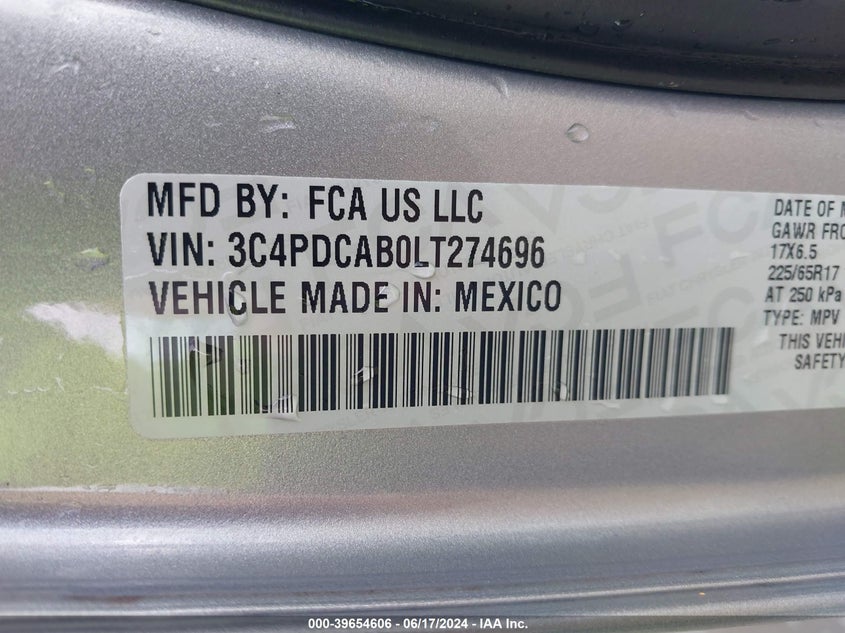 MFD BY: FCA US LLC
VIN: 3C4PDCAB0LT274696
VEHICLE MADE IN: MEXICO
DATE OF M
GAWR FRO
17X6.5
225/65R17
AT 250 kPa
TYPE: MPV
THIS VEHI
SAFETY
000-39654606 - 06/17/2024 - IAA Inc.